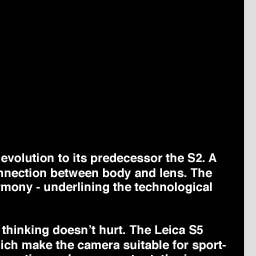 evolution to its predecessor the S2. A
nnection between body and lens. The
mony - underlining the technological
thinking doesn't hurt. The Leica S5
ich make the camera suitable for sport-